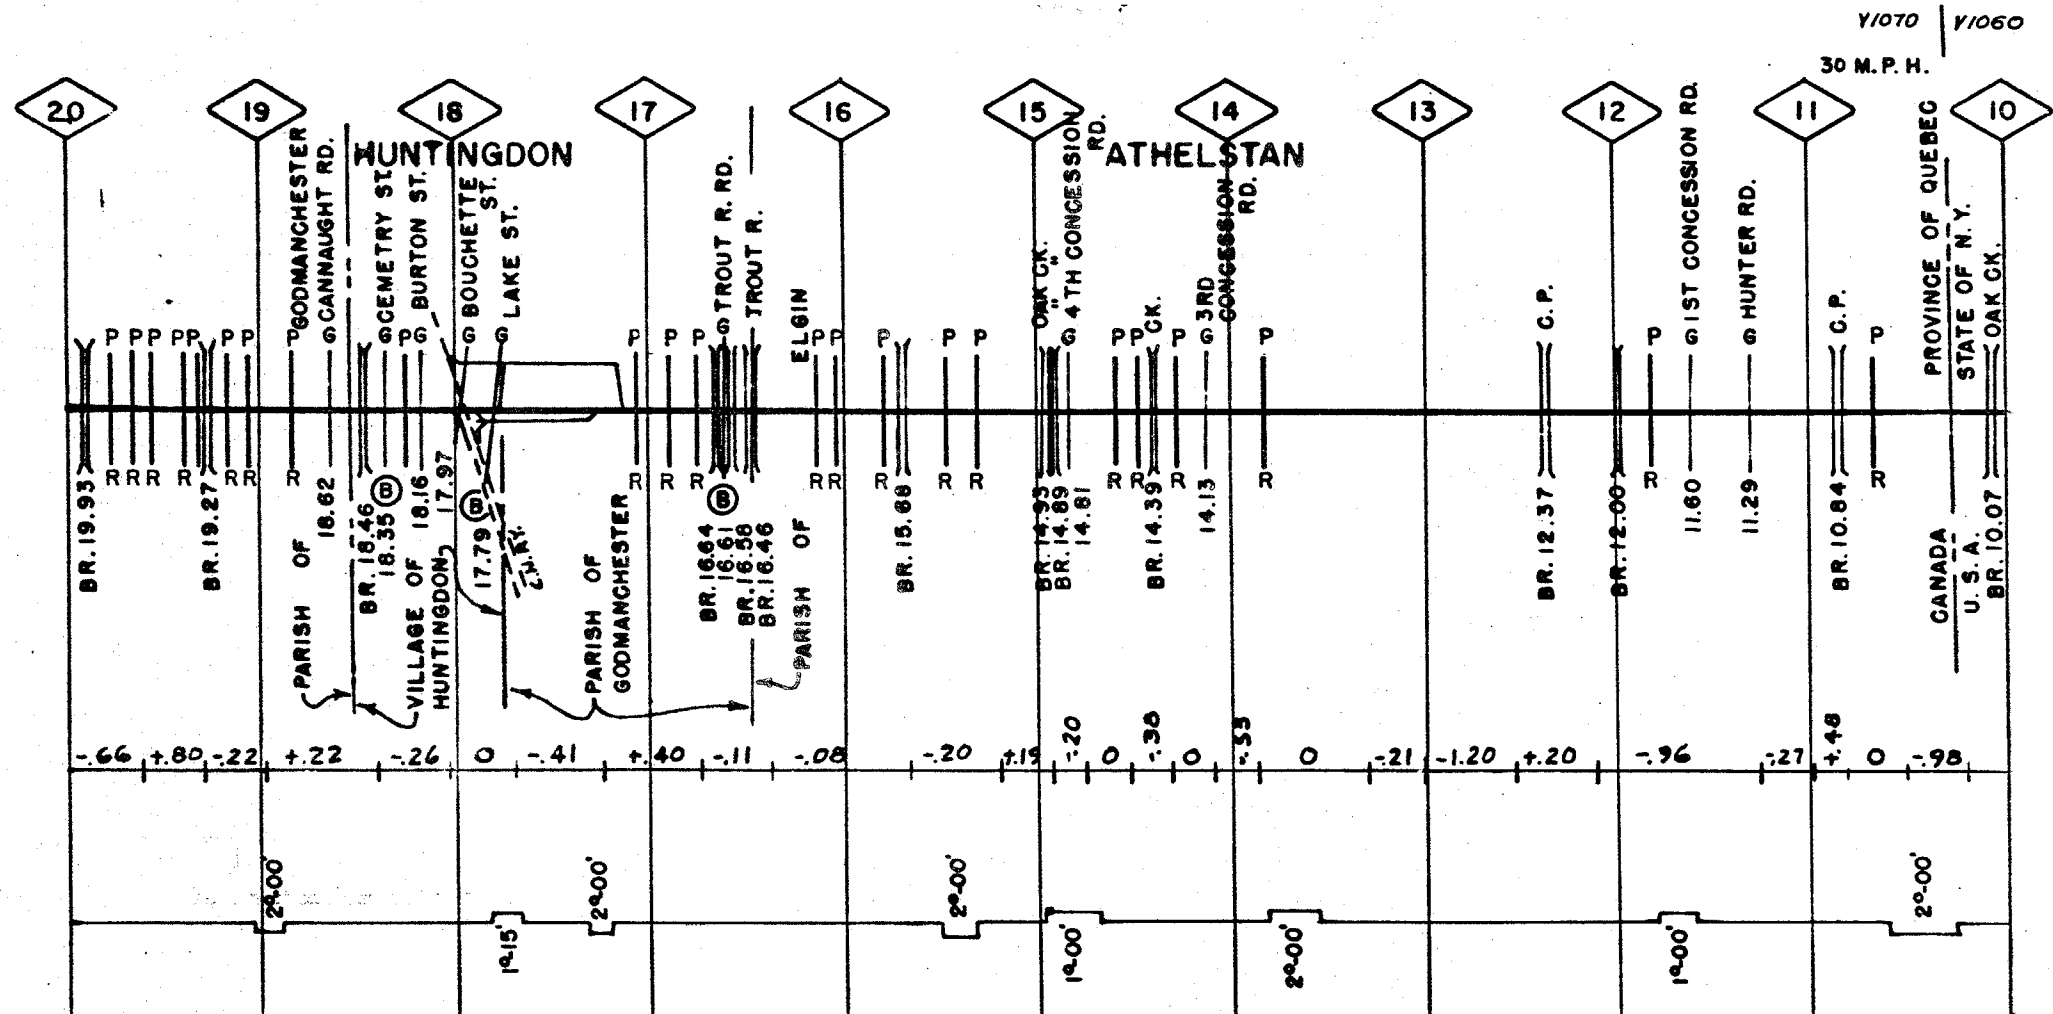 Y1070 Y1060
30 M.P.H.
20 19 18 17 16 15 14 13 12 11 10
HUNTINGDON
ATHELSTAN
GODMANCHESTER
CANNAUGHT RD.
CEMETRY ST.
BURTON ST.
BOUCHETTE ST.
LAKE ST.
TROUT R. RD.
TROUT R.
ELGIN
OAK CK.
" "
4TH CONCESSION RD.
CK.
3RD CONCESSION RD.
C.P.
1ST CONCESSION RD.
HUNTER RD.
C.P.
PROVINCE OF QUEBEC
STATE OF N.Y.
OAK CK.
P P P P P P P P G G P G G G P P P G P P P P P G P P P G P P G G P
R R R R R R R R R R R R R R R R R R R R R
BR. 19.93
BR. 19.27
18.62
BR. 18.46
18.35
B
18.16
17.97
B
17.79
C.N.RY.
BR. 16.64
B
16.61
BR. 16.58
BR. 16.46
BR. 15.68
BR. 14.93
BR. 14.89
14.81
BR. 14.39
14.13
BR. 12.37
BR. 12.00
11.60
11.29
BR. 10.84
BR. 10.07
PARISH OF
VILLAGE OF HUNTINGDON
PARISH OF GODMANCHESTER
PARISH OF
CANADA
U.S.A.
-.66 +.80 -.22 +.22 -.26 0 -.41 +.40 -.11 -.08 -.20 +.19 -.20 0 -.38 0 -.53 0 -.21 -1.20 +.20 -.96 -.27 +.48 0 -.98
2°-00' 1°-15' 2°-00' 2°-00' 1°-00' 2°-00' 1°-00' 2°-00'